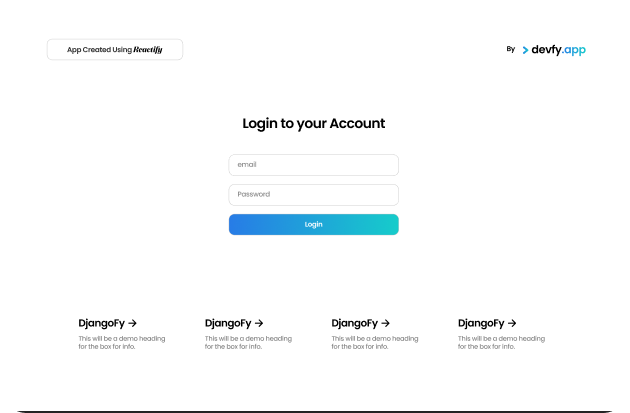 App Created Using Reactify
By devfy.app
Login to your Account
email
Password
Login
DjangoFy →
This will be a demo heading
for the box for info.
DjangoFy →
This will be a demo heading
for the box for info.
DjangoFy →
This will be a demo heading
for the box for info.
DjangoFy →
This will be a demo heading
for the box for info.